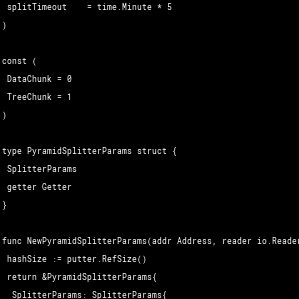 splitTimeout    = time.Minute * 5
)
const (
DataChunk = 0
TreeChunk = 1
)
type PyramidSplitterParams struct {
SplitterParams
getter Getter
}
func NewPyramidSplitterParams(addr Address, reader io.Reader
hashSize := putter.RefSize()
return &PyramidSplitterParams{
SplitterParams: SplitterParams{